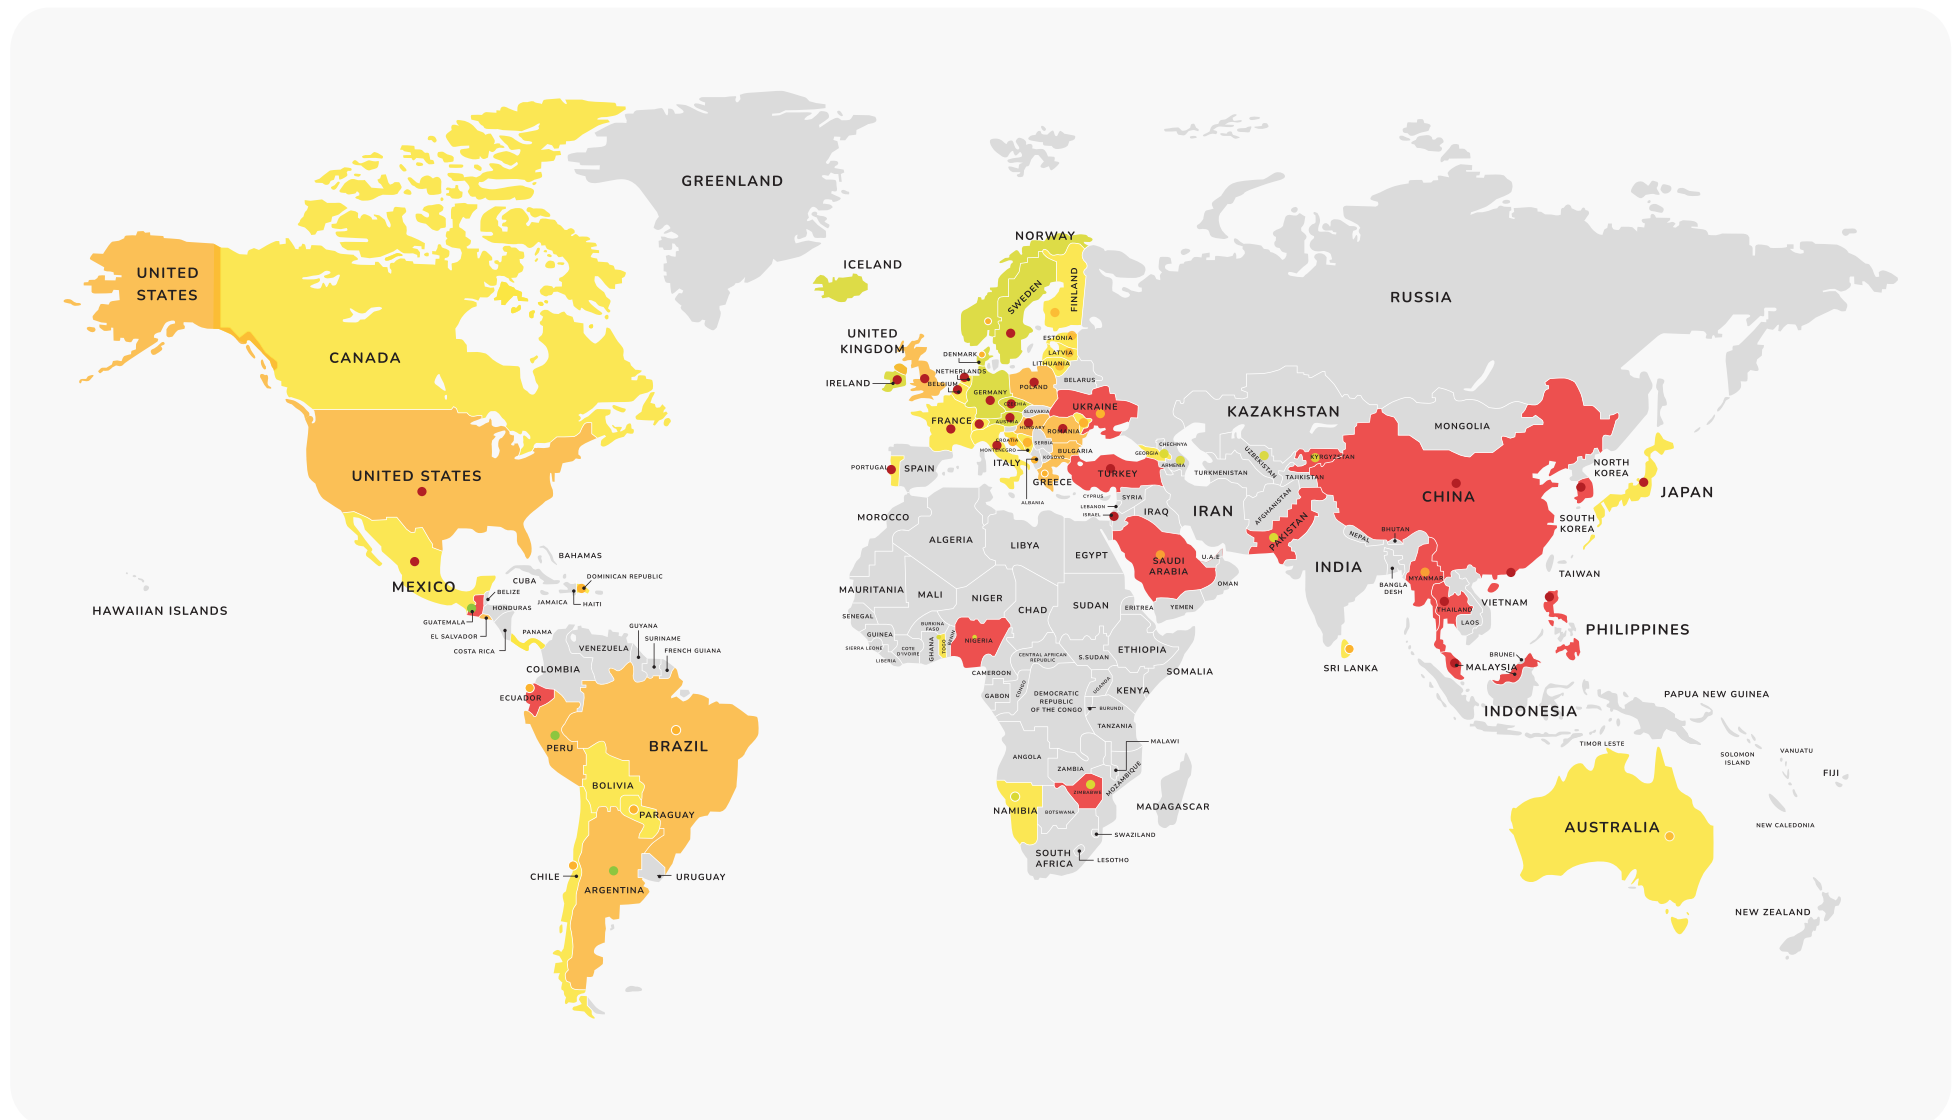 GREENLAND
NORWAY
ICELAND
UNITED
STATES
SWEDEN
FINLAND
RUSSIA
UNITED
KINGDOM
ESTONIA
DENMARK
LATVIA
LITHUANIA
CANADA
NETHERLANDS
IRELAND
BELGIUM
POLAND
BELARUS
GERMANY
CZECHIA
UKRAINE
SLOVAKIA
KAZAKHSTAN
FRANCE
AUSTRIA
HUNGARY
ROMANIA
MONGOLIA
CROATIA
SERBIA
CHECHNYA
MONTENEGRO
BULGARIA
GEORGIA
KOSOVO
KYRGYZSTAN
UZBEKISTAN
ITALY
ARMENIA
PORTUGAL
SPAIN
TURKEY
TURKMENISTAN
TAJIKISTAN
NORTH
KOREA
UNITED STATES
GREECE
JAPAN
ALBANIA
CYPRUS
SYRIA
CHINA
LEBANON
ISRAEL
IRAQ
IRAN
AFGHANISTAN
MOROCCO
SOUTH
KOREA
PAKISTAN
BHUTAN
NEPAL
ALGERIA
LIBYA
EGYPT
U.A.E
BAHAMAS
SAUDI
ARABIA
INDIA
TAIWAN
CUBA
DOMINICAN REPUBLIC
MYANMAR
MEXICO
OMAN
BANGLA
DESH
MAURITANIA
MALI
NIGER
BELIZE
HAWAIIAN ISLANDS
JAMAICA
HAITI
HONDURAS
CHAD
SUDAN
ERITREA
YEMEN
THAILAND
VIETNAM
SENEGAL
GUATEMALA
LAOS
BURKINA
FASO
GUYANA
PANAMA
EL SALVADOR
SURINAME
GUINEA
BENIN
NIGERIA
PHILIPPINES
COSTA RICA
VENEZUELA
FRENCH GUIANA
SIERRA LEONE
COTE
D'IVOIRE
GHANA
TOGO
LIBERIA
CENTRAL AFRICAN
REPUBLIC
S.SUDAN
ETHIOPIA
BRUNEI
COLOMBIA
CAMEROON
SOMALIA
SRI LANKA
MALAYSIA
ECUADOR
GABON
CONGO
DEMOCRATIC
REPUBLIC
OF THE CONGO
UGANDA
KENYA
PAPUA NEW GUINEA
BURUNDI
INDONESIA
TANZANIA
PERU
BRAZIL
MALAWI
TIMOR LESTE
VANUATU
ANGOLA
SOLOMON
ISLAND
ZAMBIA
MOZAMBIQUE
FIJI
BOLIVIA
ZIMBABWE
NAMIBIA
BOTSWANA
MADAGASCAR
PARAGUAY
AUSTRALIA
NEW CALEDONIA
SWAZILAND
SOUTH
AFRICA
LESOTHO
CHILE
URUGUAY
ARGENTINA
NEW ZEALAND